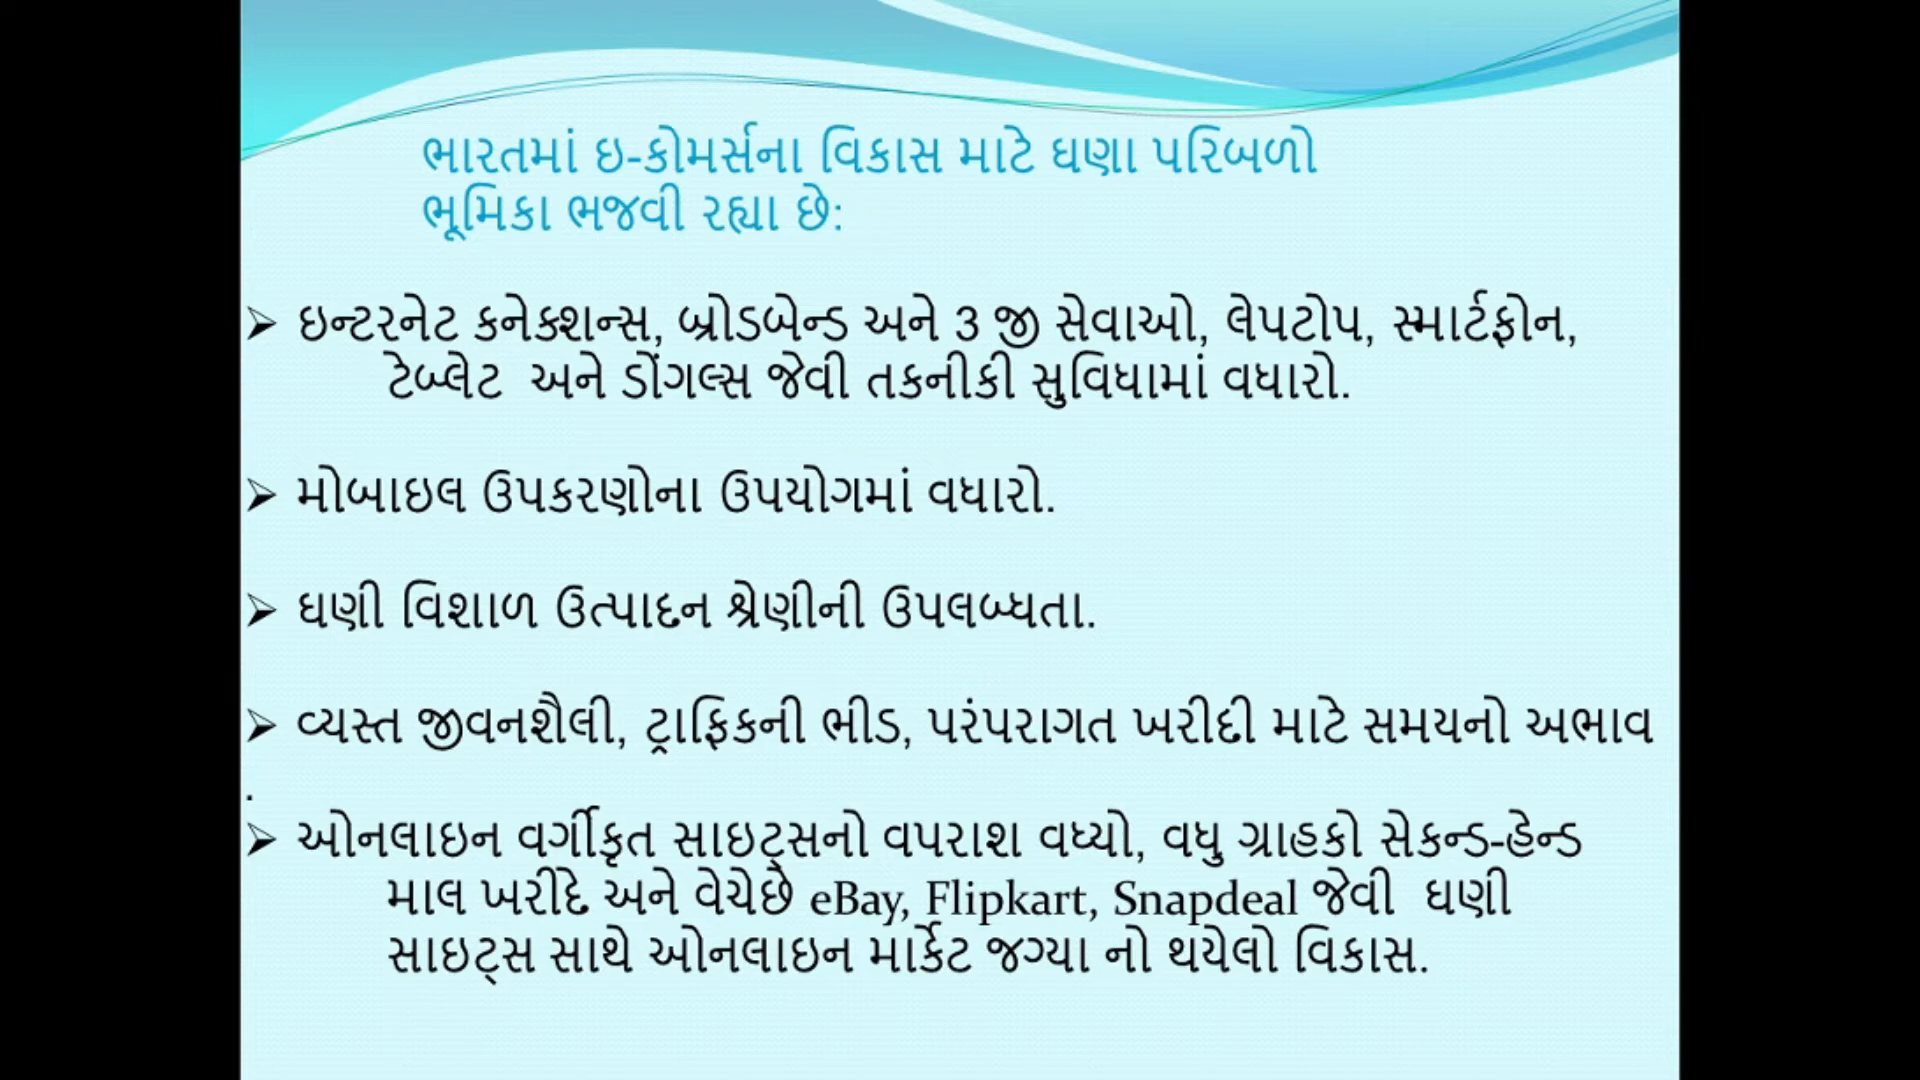 ભારતમાં ઇ-કોમર્સના વિકાસ માટે ઘણા પરિબળો
ભૂમિકા ભજવી રહ્યા છે:
➢ ઇન્ટરનેટ કનેક્શન્સ, બ્રોડબેન્ડ અને 3 જી સેવાઓ, લેપટોપ, સ્માર્ટફોન,
ટેબ્લેટ  અને ડોંગલ્સ જેવી તકનીકી સુવિધામાં વધારો.
➢ મોબાઇલ ઉપકરણોના ઉપયોગમાં વધારો.
➢ ઘણી વિશાળ ઉત્પાદન શ્રેણીની ઉપલબ્ધતા.
➢ વ્યસ્ત જીવનશૈલી, ટ્રાફિકની ભીડ, પરંપરાગત ખરીદી માટે સમયનો અભાવ
.
➢ ઓનલાઇન વર્ગીકૃત સાઇટ્સનો વપરાશ વધ્યો, વધુ ગ્રાહકો સેકન્ડ-હેન્ડ
માલ ખરીદે અને વેચેછે eBay, Flipkart, Snapdeal જેવી  ઘણી
સાઇટ્સ સાથે ઓનલાઇન માર્કેટ જગ્યા નો થયેલો વિકાસ.